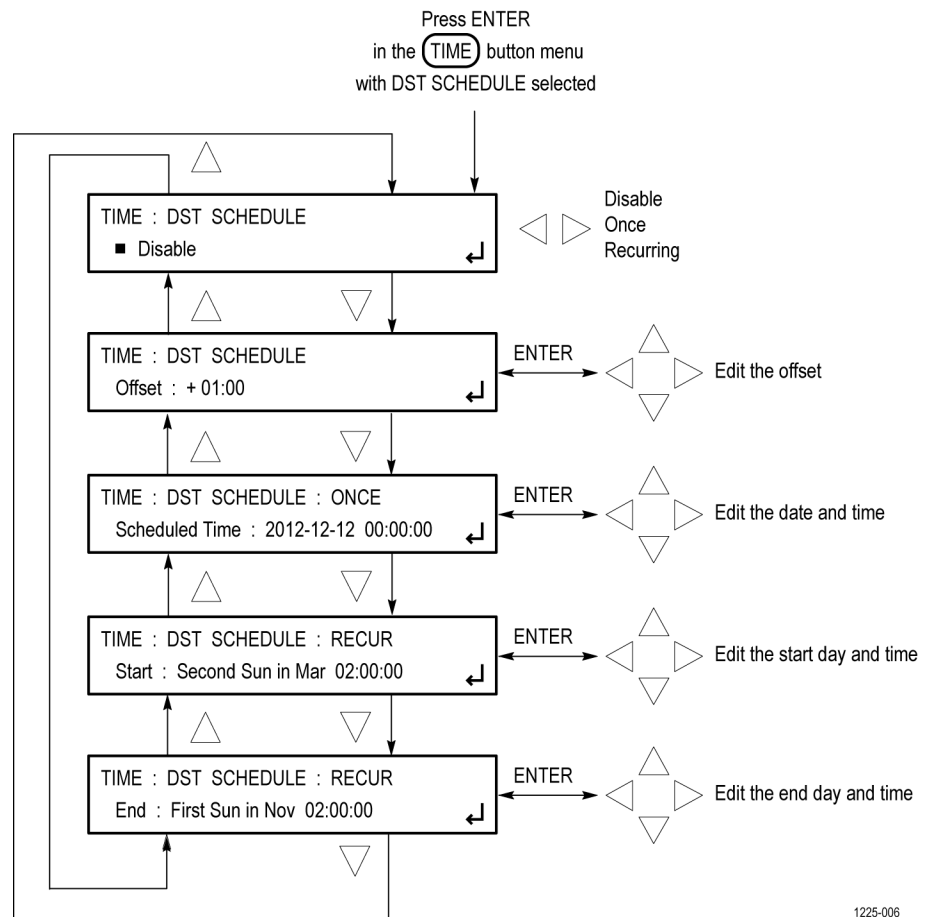 Press ENTER
in the TIME button menu
with DST SCHEDULE selected
TIME : DST SCHEDULE
■ Disable
Disable
Once
Recurring
TIME : DST SCHEDULE
Offset : + 01:00
ENTER
Edit the offset
TIME : DST SCHEDULE : ONCE
Scheduled Time : 2012-12-12 00:00:00
ENTER
Edit the date and time
TIME : DST SCHEDULE : RECUR
Start : Second Sun in Mar 02:00:00
ENTER
Edit the start day and time
TIME : DST SCHEDULE : RECUR
End : First Sun in Nov 02:00:00
ENTER
Edit the end day and time
1225-006